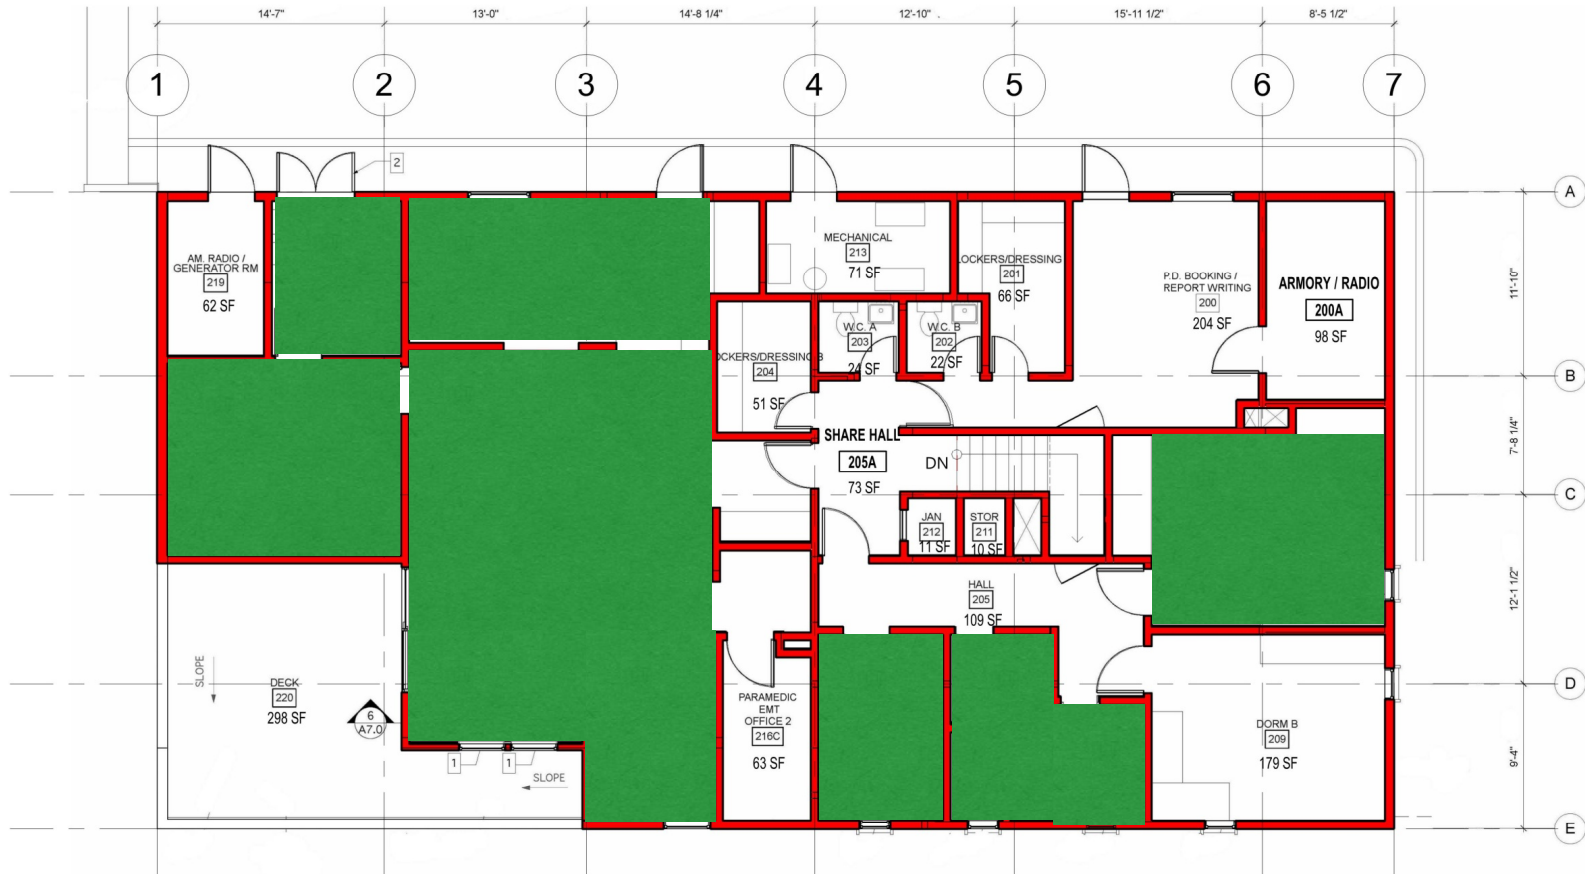 14'-7"
13'-0"
14'-8 1/4"
12'-10"
15'-11 1/2"
8'-5 1/2"
1
2
3
4
5
6
7
2
A
AM. RADIO /
GENERATOR RM
219
62 SF
MECHANICAL
213
71 SF
LOCKERS/DRESSING
201
66 SF
P.D. BOOKING /
REPORT WRITING
200
204 SF
ARMORY / RADIO
200A
98 SF
11'-10"
W.C. A
203
24 SF
W.C. B
202
22 SF
OCKERS/DRESSING B
204
51 SF
B
SHARE HALL
205A
73 SF
DN
7'-8 1/4"
C
JAN
212
11 SF
STOR
211
10 SF
HALL
205
109 SF
12'-1 1/2"
SLOPE
DECK
220
298 SF
6
A7.0
PARAMEDIC
EMT
OFFICE 2
216C
63 SF
D
DORM B
209
179 SF
9'-4"
1
1
SLOPE
E